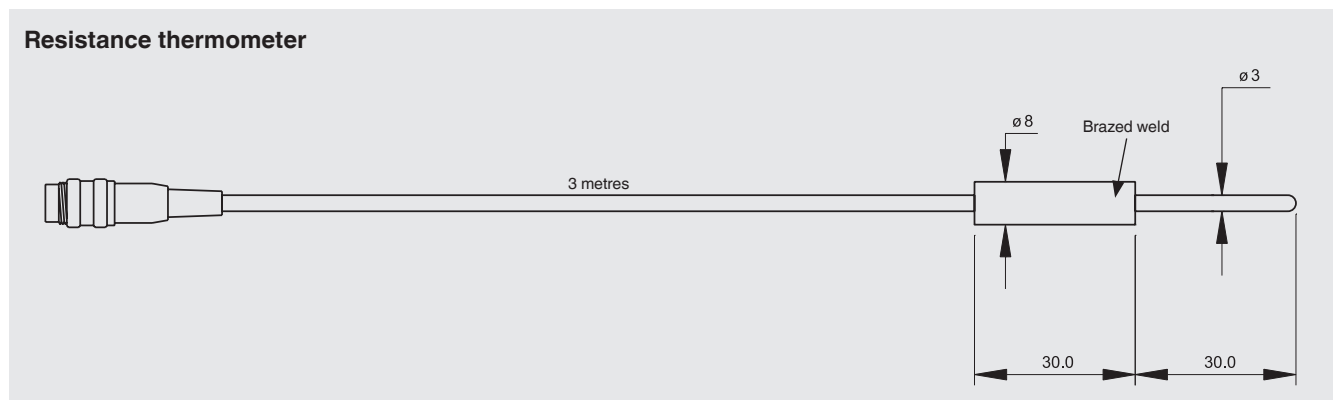 Resistance thermometer
ø 3
ø 8
Brazed weld
3 metres
30.0
30.0